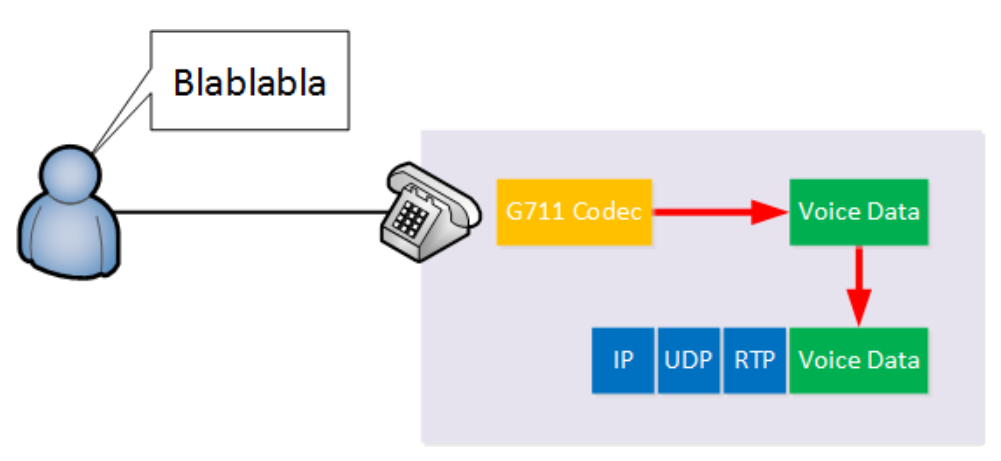 Blablabla
G711 Codec
Voice Data
IP UDP RTP Voice Data